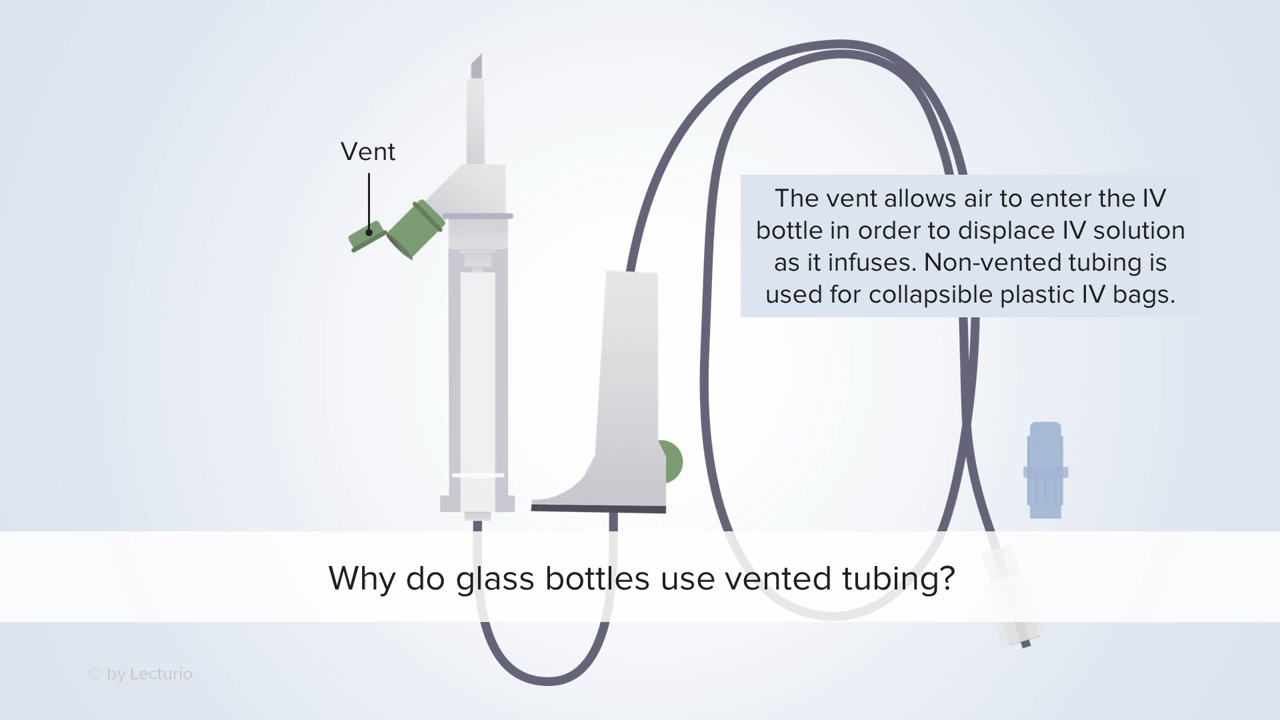 Vent
The vent allows air to enter the IV
bottle in order to displace IV solution
as it infuses. Non-vented tubing is
used for collapsible plastic IV bags.
Why do glass bottles use vented tubing?
© by Lecturio